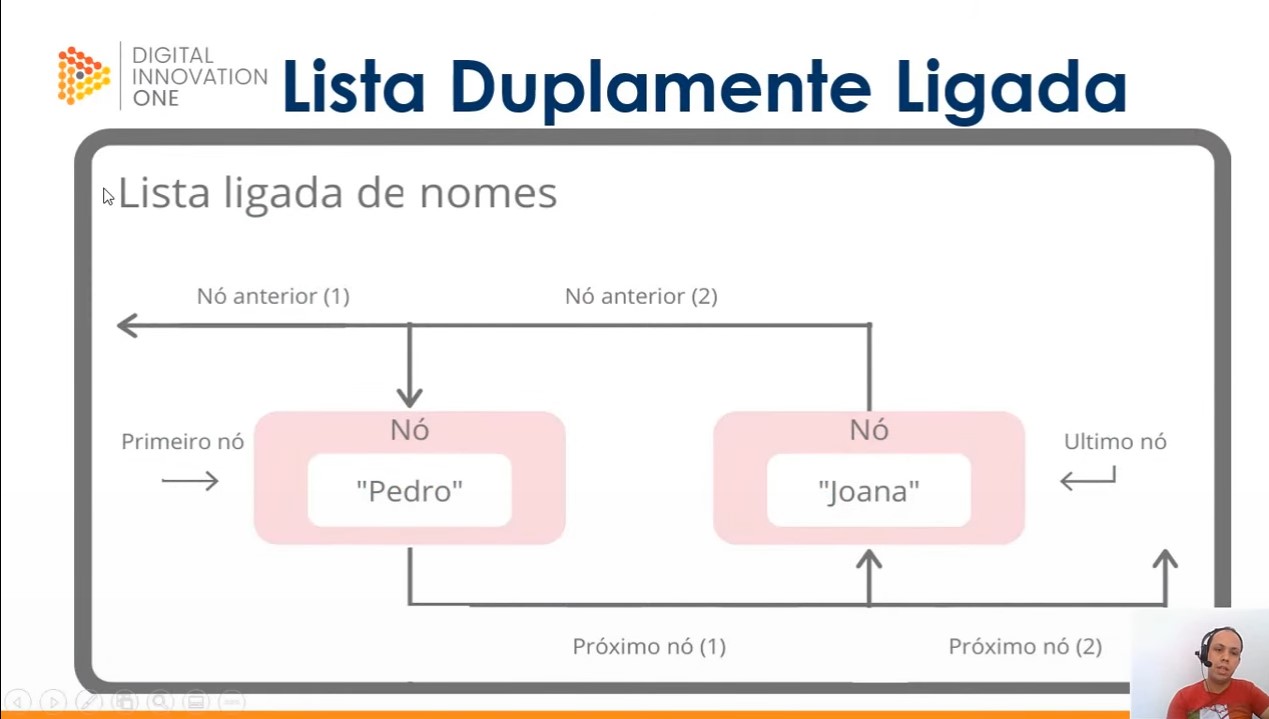 DIGITAL
INNOVATION
ONE
Lista Duplamente Ligada
Lista ligada de nomes
Nó anterior (1)
Nó anterior (2)
Primeiro nó
Nó
"Pedro"
Nó
"Joana"
Ultimo nó
Próximo nó (1)
Próximo nó (2)